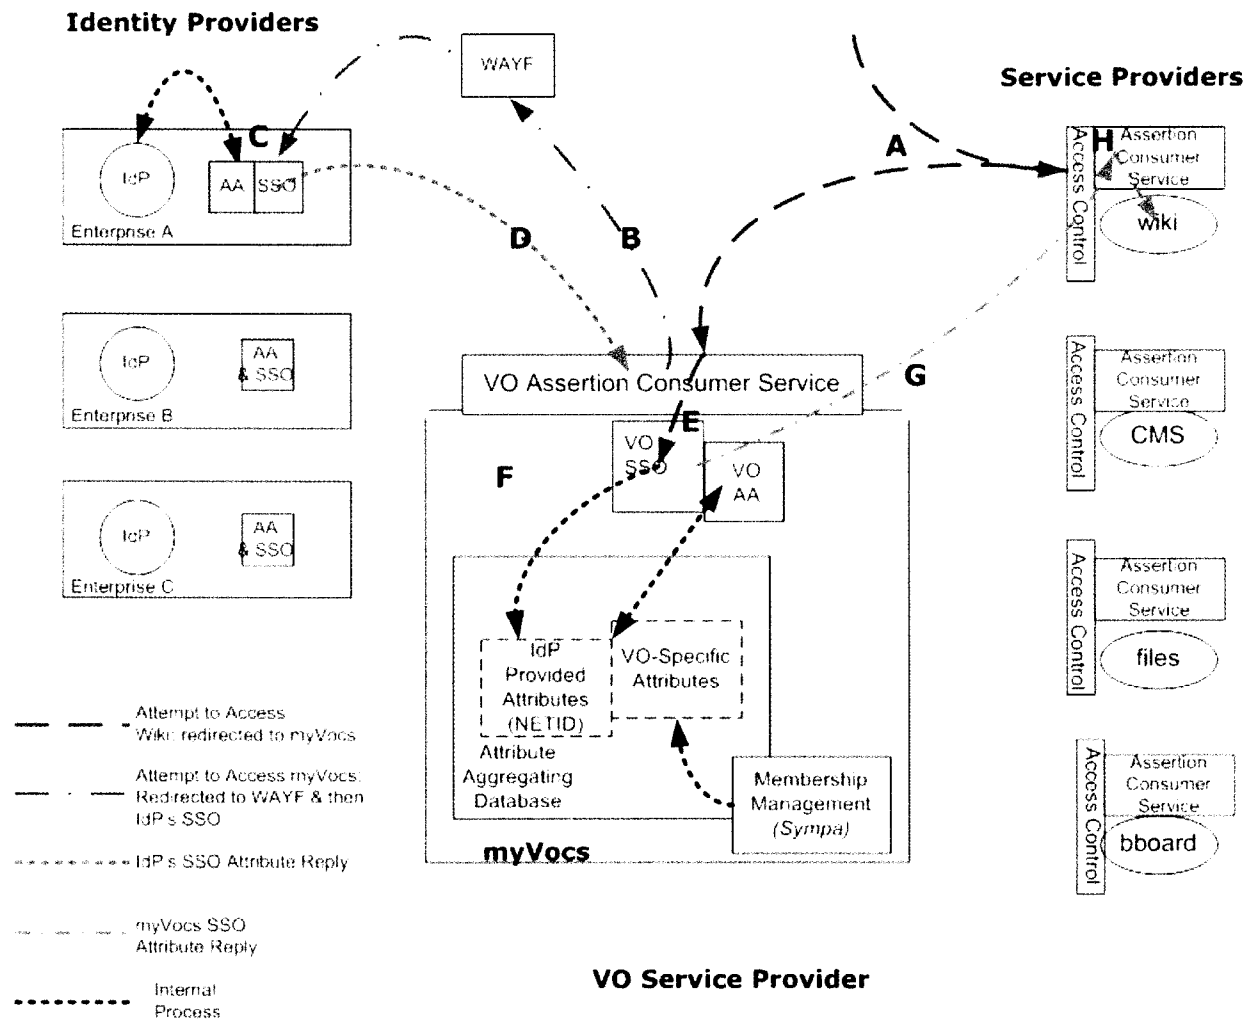 Identity Providers
WAYF
Service Providers
C
IdP
AA
SSO
Enterprise A
D
B
A
H
Access Control
Assertion
Consumer
Service
wiki
IdP
AA
& SSO
Enterprise B
VO Assertion Consumer Service
G
Access Control
Assertion
Consumer
Service
CMS
E
VO
SSO
VO
AA
F
IdP
AA
& SSO
Enterprise C
Access Control
Assertion
Consumer
Service
files
IdP
Provided
Attributes
(NETID)
VO-Specific
Attributes
Attribute
Aggregating
Database
Membership
Management
(Sympa)
myVocs
Access Control
Assertion
Consumer
Service
bboard
Attempt to Access
Wiki: redirected to myVocs
Attempt to Access myVocs:
Redirected to WAYF & then
IdP's SSO
IdP's SSO Attribute Reply
myVocs SSO
Attribute Reply
Internal
Process
VO Service Provider